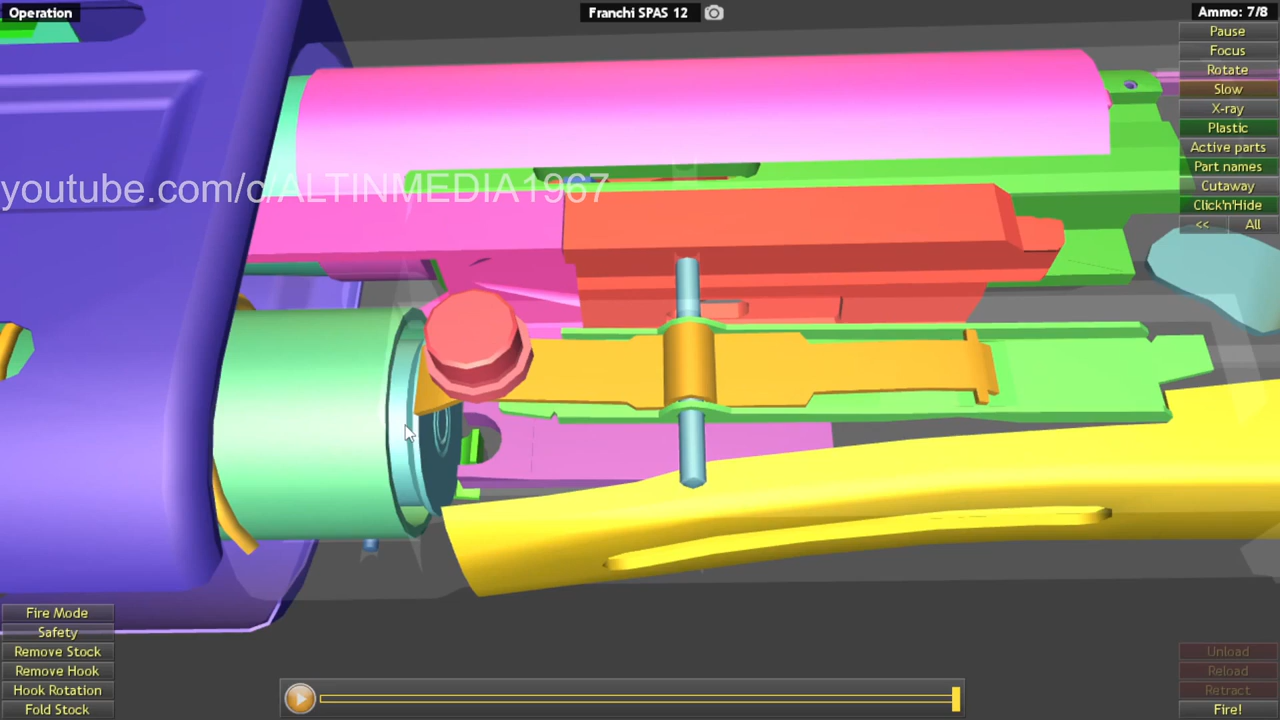 Operation
Franchi SPAS 12
Ammo: 7/8
Pause
Focus
Rotate
Slow
X-ray
Plastic
Active parts
Part names
Cutaway
Click'n'Hide
<< All
youtube.com/c/ALTINMEDIA1967
Fire Mode
Safety
Remove Stock
Remove Hook
Hook Rotation
Fold Stock
Unload
Reload
Retract
Fire!